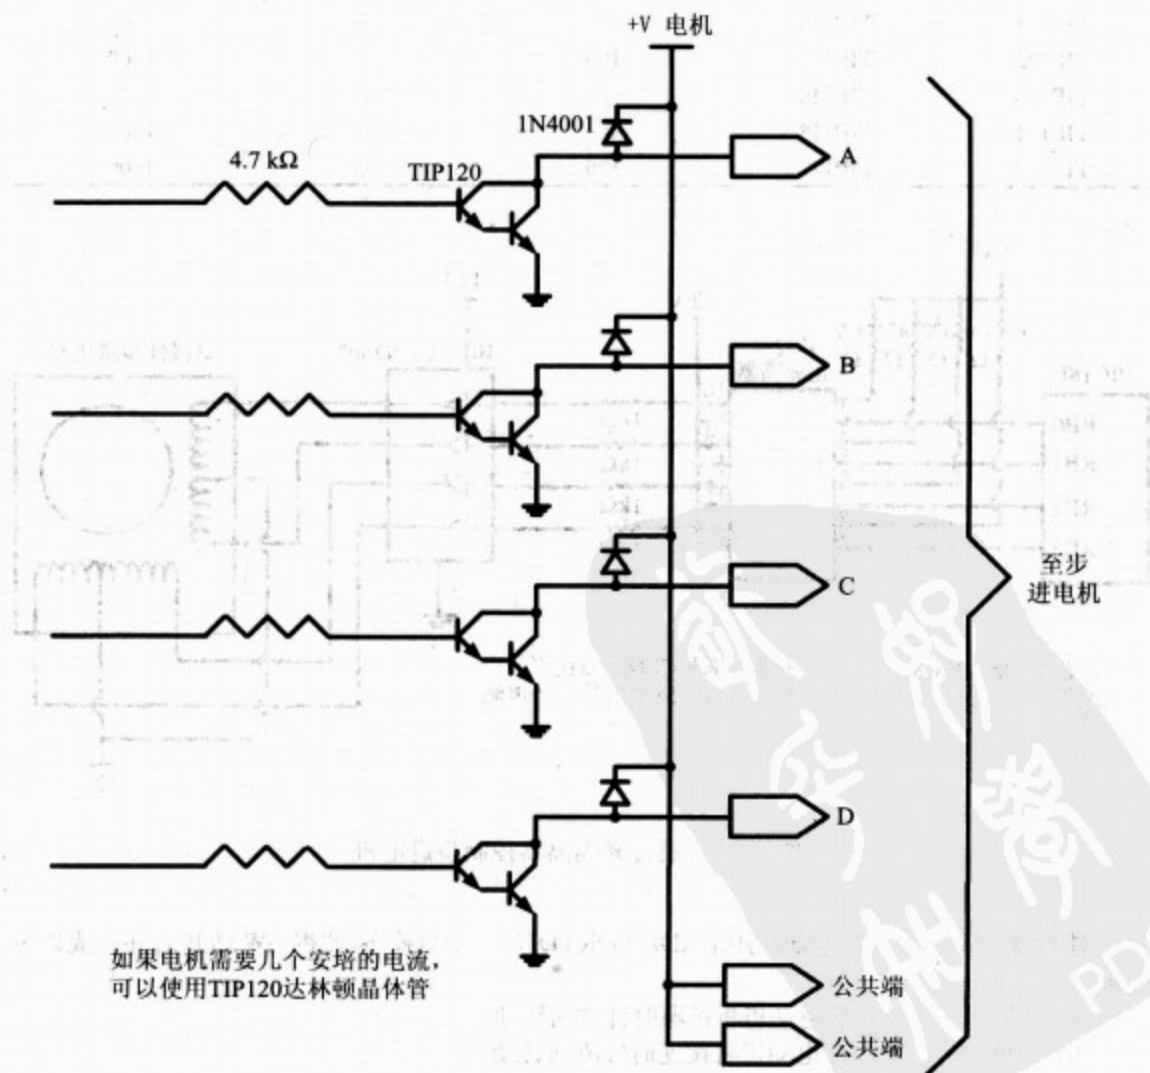 +V 电机
1N4001
A
4.7 kΩ
TIP120
B
C
至步
进电机
D
如果电机需要几个安培的电流，
可以使用TIP120达林顿晶体管
公共端
公共端
PD